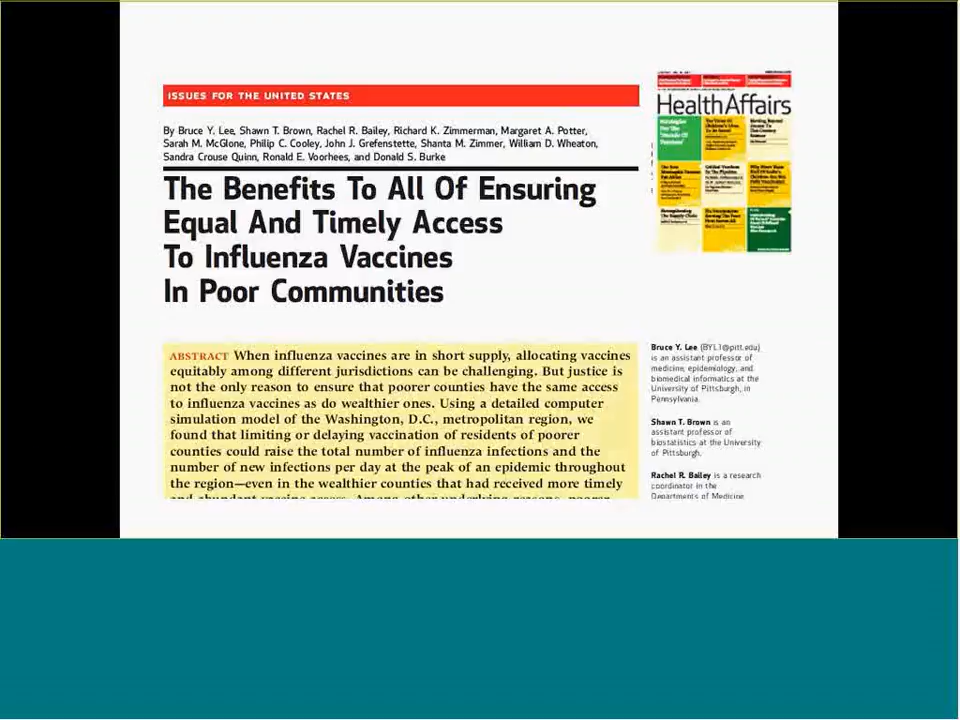 ISSUES FOR THE UNITED STATES
By Bruce Y. Lee, Shawn T. Brown, Rachel R. Bailey, Richard K. Zimmerman, Margaret A. Potter,
Sarah M. McGlone, Philip C. Cooley, John J. Grefenstette, Shanta M. Zimmer, William D. Wheaton,
Sandra Crouse Quinn, Ronald E. Voorhees, and Donald S. Burke
The Benefits To All Of Ensuring
Equal And Timely Access
To Influenza Vaccines
In Poor Communities
HealthAffairs
ABSTRACT When influenza vaccines are in short supply, allocating vaccines
equitably among different jurisdictions can be challenging. But justice is
not the only reason to ensure that poorer counties have the same access
to influenza vaccines as do wealthier ones. Using a detailed computer
simulation model of the Washington, D.C., metropolitan region, we
found that limiting or delaying vaccination of residents of poorer
counties could raise the total number of influenza infections and the
number of new infections per day at the peak of an epidemic throughout
the region—even in the wealthier counties that had received more timely
Bruce Y. Lee (BYL1@pitt.edu)
is an assistant professor of
medicine, epidemiology, and
biomedical informatics at the
University of Pittsburgh, in
Pennsylvania.
Shawn T. Brown is an
assistant professor of
biostatistics at the University
of Pittsburgh.
Rachel R. Bailey is a research
coordinator in the
Departments of Medicine